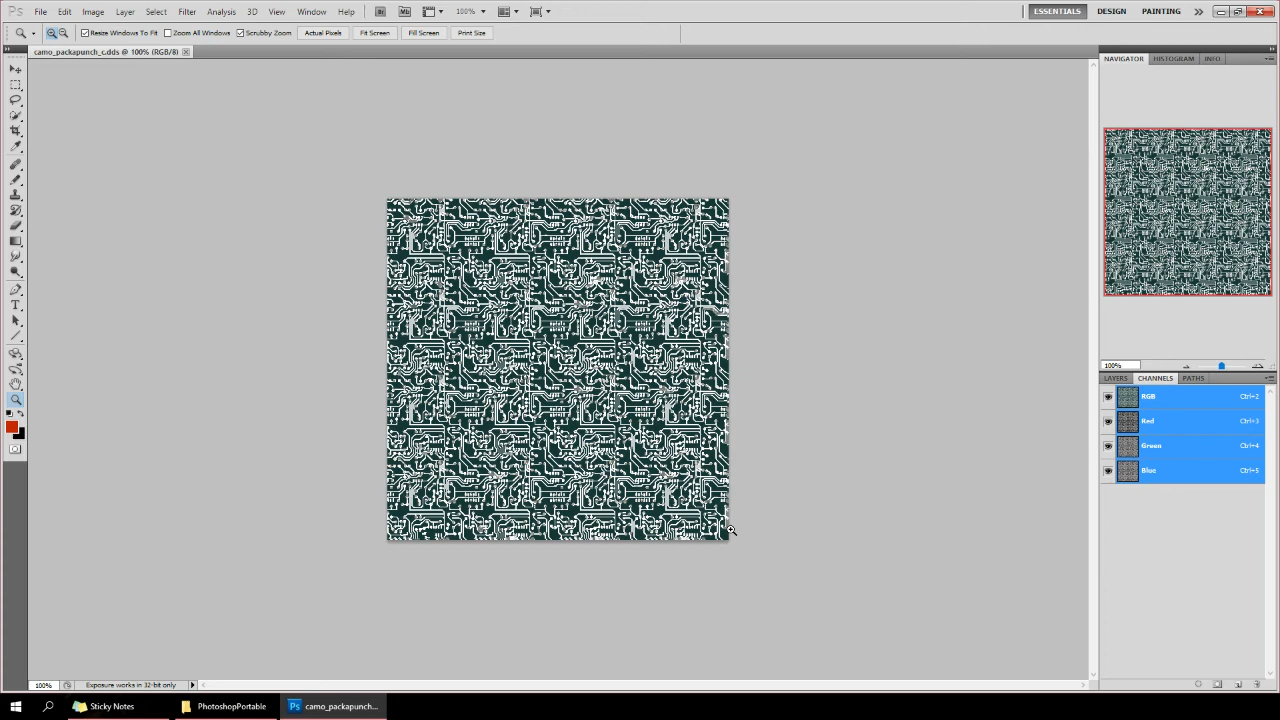 Ps File Edit Image Layer Select Filter Analysis 3D View Window Help Br Mb 100% ESSENTIALS DESIGN PAINTING
Resize Windows To Fit Zoom All Windows Scrubby Zoom Actual Pixels Fit Screen Fill Screen Print Size
camo_packapunch_c.dds @ 100% (RGB/8)
NAVIGATOR HISTOGRAM INFO
100%
LAYERS CHANNELS PATHS
RGB Ctrl+2
Red Ctrl+3
Green Ctrl+4
Blue Ctrl+5
100% Exposure works in 32-bit only
Sticky Notes PhotoshopPortable Ps camo_packapunch...